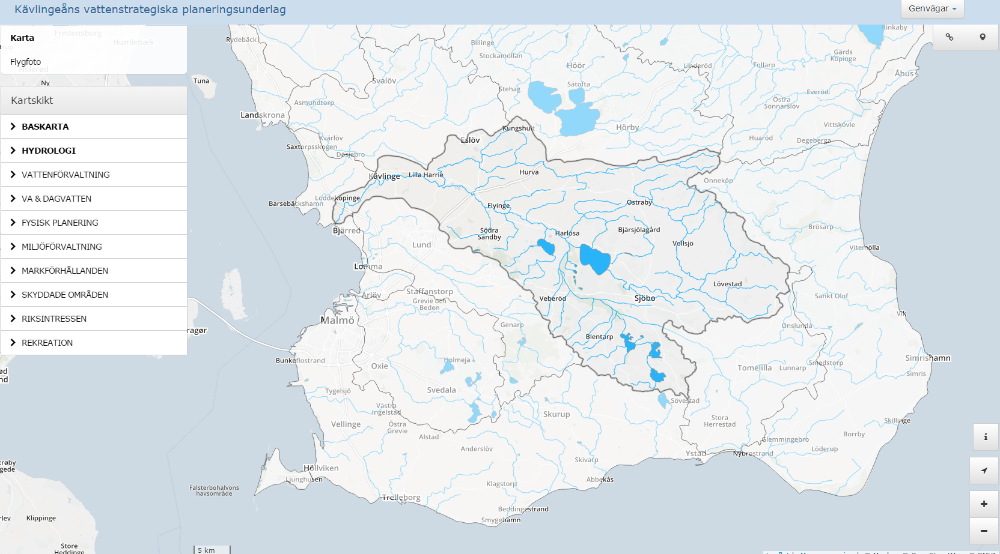 Kävlingeåns vattenstrategiska planeringsunderlag
Genvägar
Karta
Flygfoto
Kartskikt
BASKARTA
HYDROLOGI
VATTENFÖRVALTNING
VA & DAGVATTEN
FYSISK PLANERING
MILJÖFÖRVALTNING
MARKFÖRHÅLLANDEN
SKYDDADE OMRÅDEN
RIKSINTRESSEN
REKREATION
Fredensborg
Humlebæk
Hillerød
Ny
Tuna
Rydebäck
Billinge
Stockamöllan
Höör
Linderöd
Tollarp
Gärds
Köpinge
Rinkaby
Åhus
Svalöv
Stehag
Sätofta
Everöd
Östra
Sönnarslöv
Asmundtorp
Landskrona
Vittskövle
Hörby
Huaröd
Degeberga
Kungshult
Kvärlöv
Eslöv
Saxtorpsskogen
Dösjebro
Kävlinge
Lilla Harrie
Hurva
Önneköp
Löddeköpinge
Barsebäckshamn
Flyinge
Östraby
Bjärred
Lund
Södra
Sandby
Harlösa
Bjärsjölagård
Vollsjö
Brösarp
Vitemölla
Lomma
Staffanstorp
Arlöv
Grevie och
Beden
Veberöd
Sjöbo
Lövestad
Sankt Olof
Vik
Malmö
Genarp
Onslunda
ragør
Blentarp
Bunkeflostrand
Oxie
Holmeja
Tomelilla
Lunnarp
Smedstorp
Simrishamn
Simris
ød
nd
Tygelsjö
Svedala
Sövestad
Västra
Ingelstad
Skurup
Stora
Herrestad
Skillinge
Vellinge
Östra
Grevie
Alstad
Anderslöv
Borrby
Glemmingebro
Löderup
Ystad
Nybrostrand
Skivarp
Höllviken
Ljunghusen
Abbekås
Klagstorp
Falsterbohalvöns
havsområde
Trelleborg
Beddingestrand
Smygehamn
trøby
gede
rlev
Klippinge
Store
Heddinge
5 km